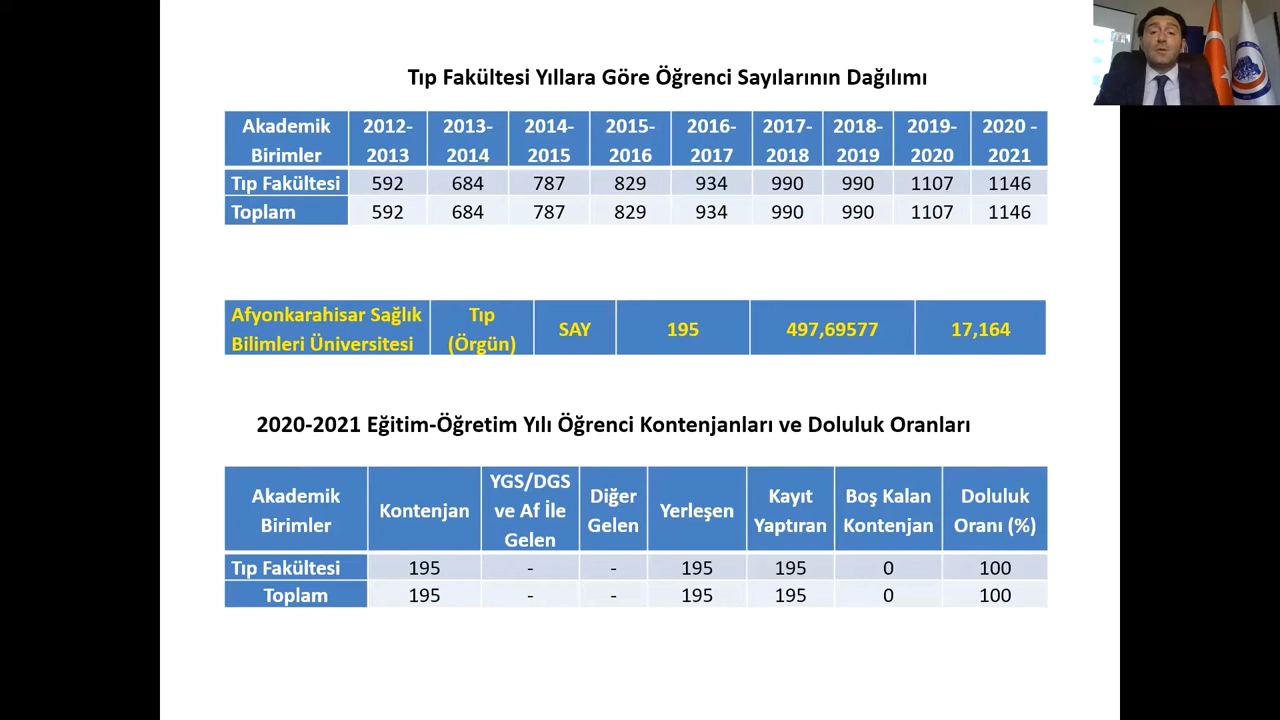 Tıp Fakültesi Yıllara Göre Öğrenci Sayılarının Dağılımı
Akademik Birimler 2012-2013 2013-2014 2014-2015 2015-2016 2016-2017 2017-2018 2018-2019 2019-2020 2020 -2021
Tıp Fakültesi 592 684 787 829 934 990 990 1107 1146
Toplam 592 684 787 829 934 990 990 1107 1146
Afyonkarahisar Sağlık Bilimleri Üniversitesi Tıp (Örgün) SAY 195 497,69577 17,164
2020-2021 Eğitim-Öğretim Yılı Öğrenci Kontenjanları ve Doluluk Oranları
Akademik Birimler Kontenjan YGS/DGS ve Af İle Gelen Diğer Gelen Yerleşen Kayıt Yaptıran Boş Kalan Kontenjan Doluluk Oranı (%)
Tıp Fakültesi 195 - - 195 195 0 100
Toplam 195 - - 195 195 0 100